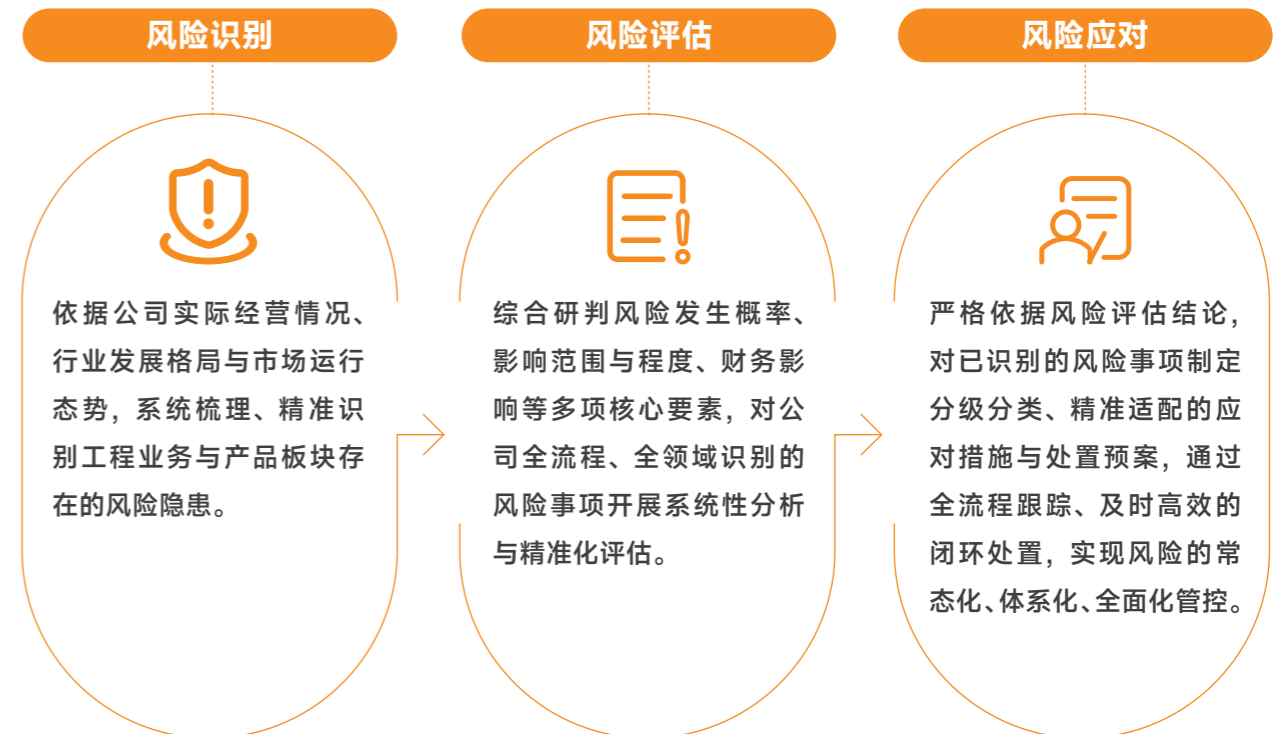 风险识别
依据公司实际经营情况、
行业发展格局与市场运行
态势，系统梳理、精准识
别工程业务与产品板块存
在的风险隐患。
风险评估
综合研判风险发生概率、
影响范围与程度、财务影
响等多项核心要素，对公
司全流程、全领域识别的
风险事项开展系统性分析
与精准化评估。
风险应对
严格依据风险评估结论，
对已识别的风险事项制定
分级分类、精准适配的应
对措施与处置预案，通过
全流程跟踪、及时高效的
闭环处置，实现风险的常
态化、体系化、全面化管控。